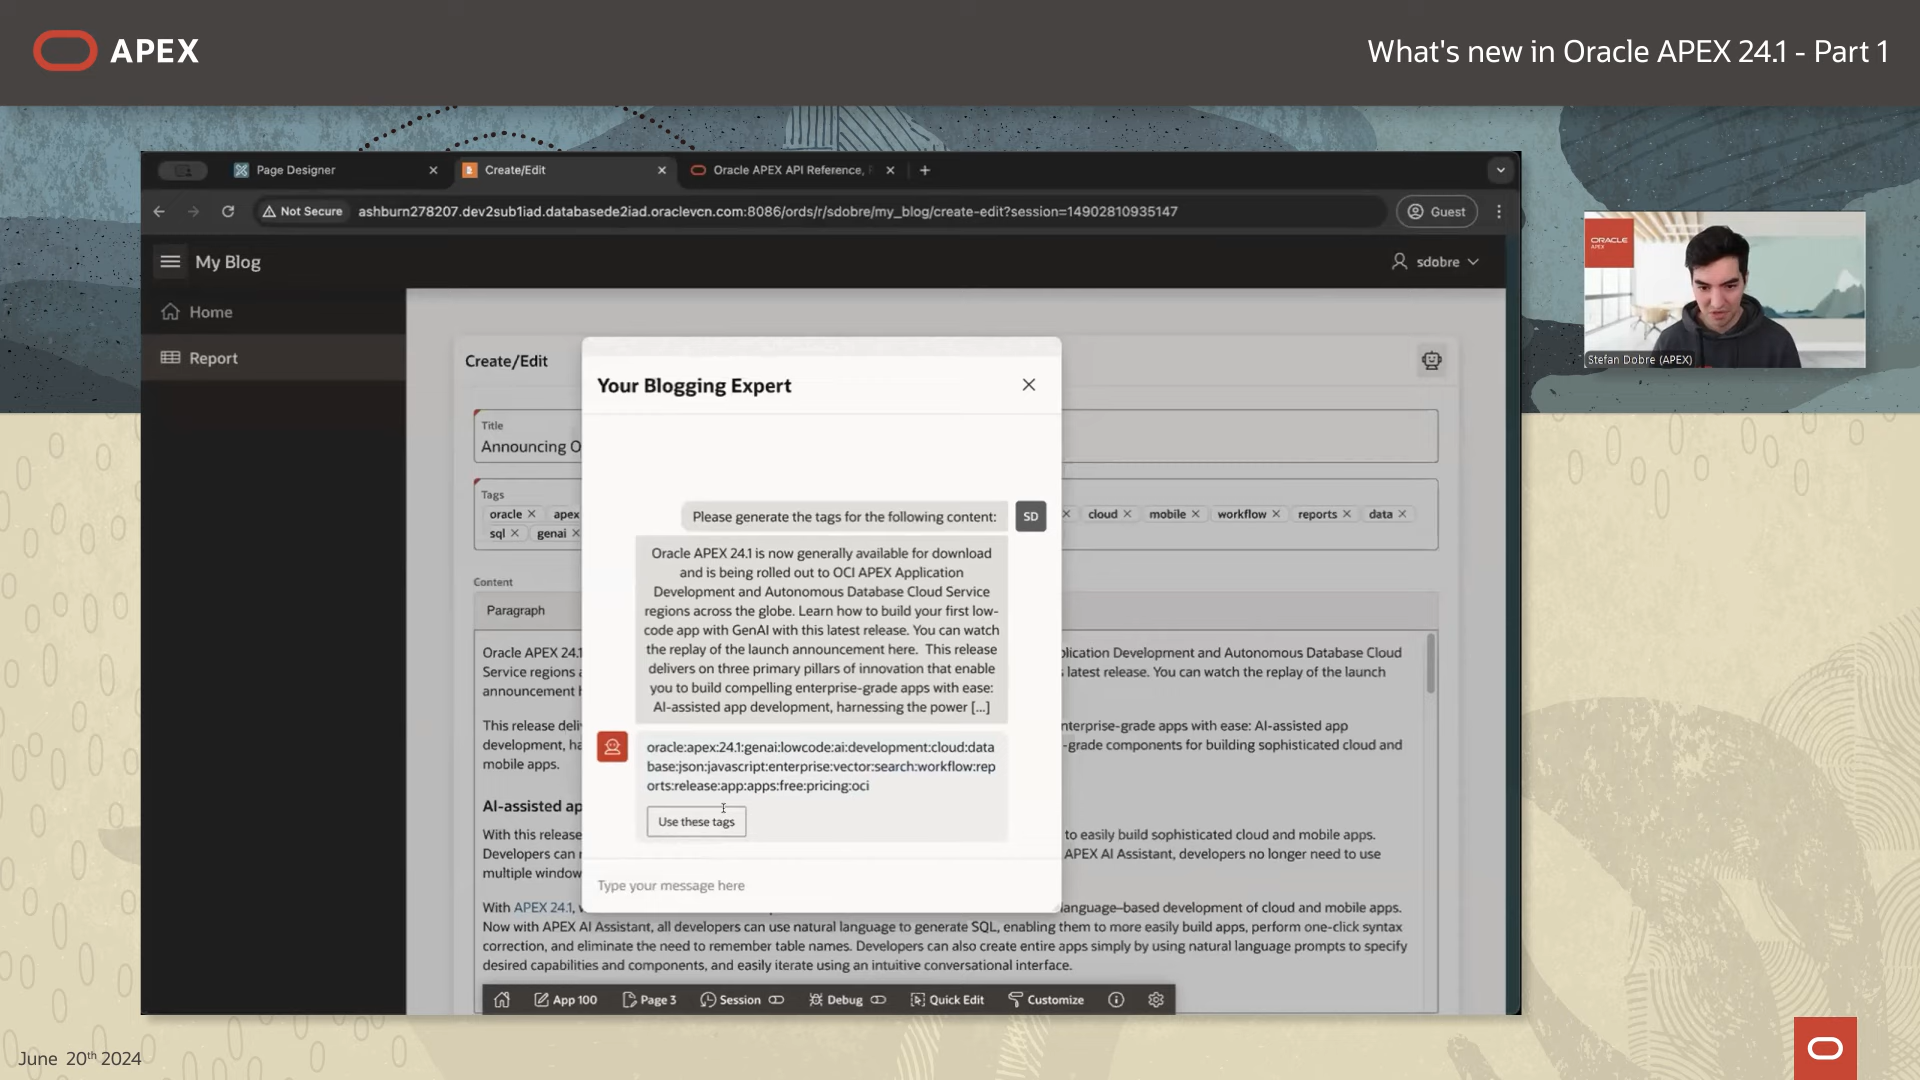 APEX
What's new in Oracle APEX 24.1 - Part 1
Page Designer
Create/Edit
Oracle APEX API Reference,
Not Secure
ashburn278207.dev2sub1iad.databasede2iad.oraclevcn.com:8086/ords/r/sdobre/my_blog/create-edit?session=14902810935147
Guest
My Blog
sdobre
Home
Report
Create/Edit
Title
Announcing O
Tags
oracle apex cloud mobile workflow reports data
sql genai
Content
Paragraph
Oracle APEX 24.1 plication Development and Autonomous Database Cloud
Service regions latest release. You can watch the replay of the launch
announcement
This release deli enterprise-grade apps with ease: AI-assisted app
development, ha -grade components for building sophisticated cloud and
mobile apps.
AI-assisted ap
With this release to easily build sophisticated cloud and mobile apps.
Developers can APEX AI Assistant, developers no longer need to use
multiple window
With APEX 24.1, language–based development of cloud and mobile apps.
Now with APEX AI Assistant, all developers can use natural language to generate SQL, enabling them to more easily build apps, perform one-click syntax
correction, and eliminate the need to remember table names. Developers can also create entire apps simply by using natural language prompts to specify
desired capabilities and components, and easily iterate using an intuitive conversational interface.
Your Blogging Expert
Please generate the tags for the following content:
SD
Oracle APEX 24.1 is now generally available for download
and is being rolled out to OCI APEX Application
Development and Autonomous Database Cloud Service
regions across the globe. Learn how to build your first low-
code app with GenAI with this latest release. You can watch
the replay of the launch announcement here. This release
delivers on three primary pillars of innovation that enable
you to build compelling enterprise-grade apps with ease:
AI-assisted app development, harnessing the power [...]
oracle:apex:24.1:genai:lowcode:ai:development:cloud:data
base:json:javascript:enterprise:vector:search:workflow:rep
orts:release:app:apps:free:pricing:oci
Use these tags
Type your message here
App 100
Page 3
Session
Debug
Quick Edit
Customize
ORACLE
APEX
Stefan Dobre (APEX)
June 20th 2024